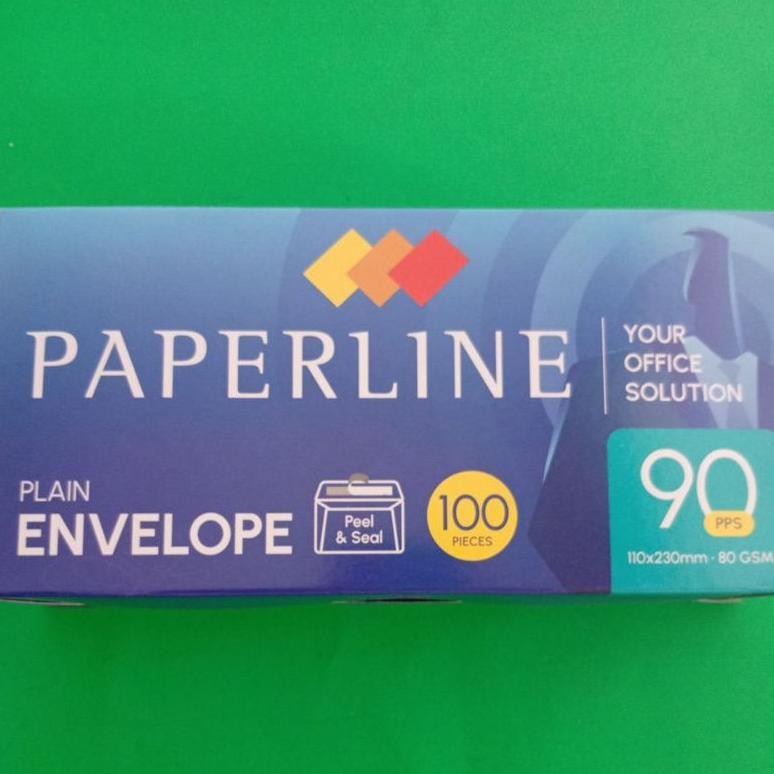 PAPERLINE
YOUR
OFFICE
SOLUTION
PLAIN
ENVELOPE
Peel
& Seal
100
PIECES
90
PPS
110x230mm · 80 GSM